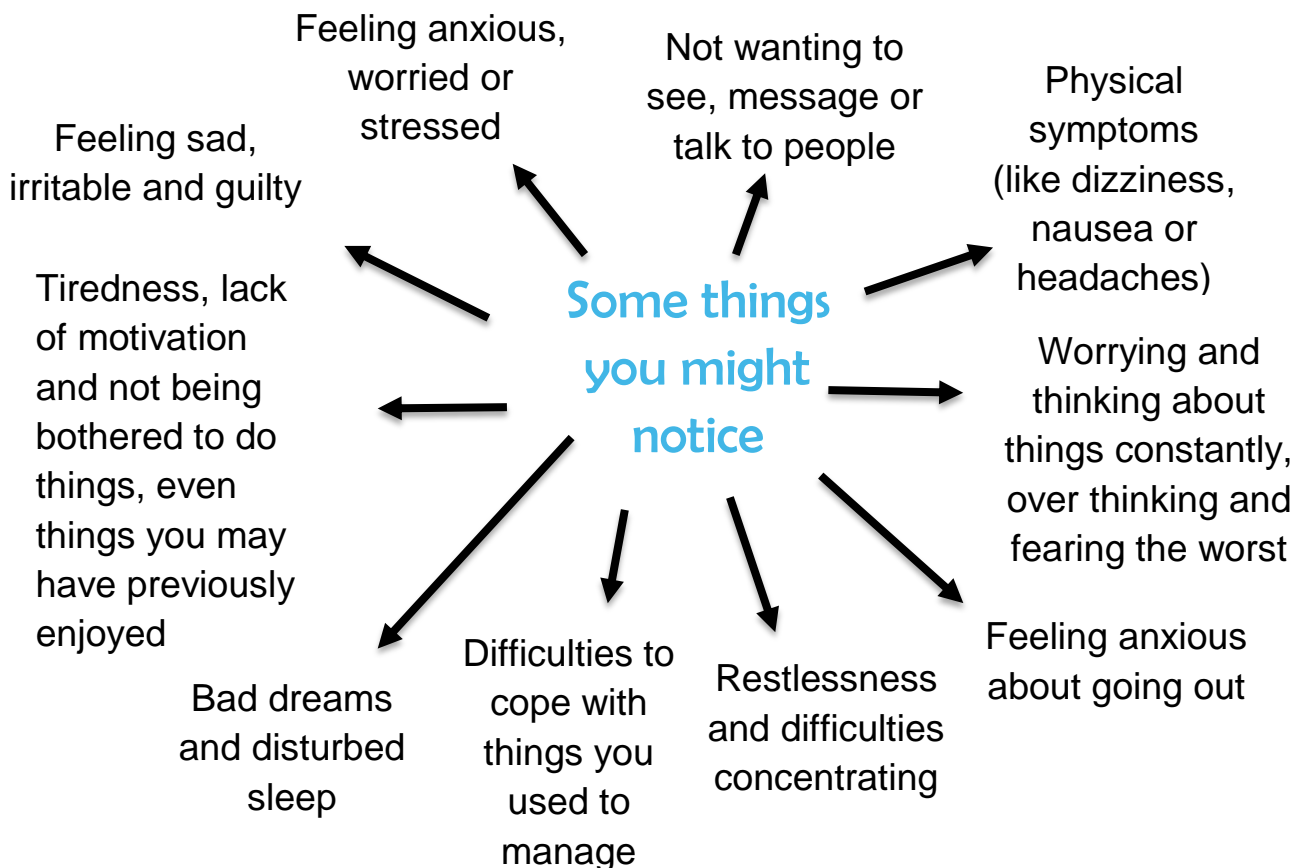 Feeling anxious,
worried or
stressed
Not wanting to
see, message or
talk to people
Physical
symptoms
(like dizziness,
nausea or
headaches)
Feeling sad,
irritable and guilty
Some things
you might
notice
Tiredness, lack
of motivation
and not being
bothered to do
things, even
things you may
have previously
enjoyed
Worrying and
thinking about
things constantly,
over thinking and
fearing the worst
Feeling anxious
about going out
Bad dreams
and disturbed
sleep
Difficulties to
cope with
things you
used to
manage
Restlessness
and difficulties
concentrating